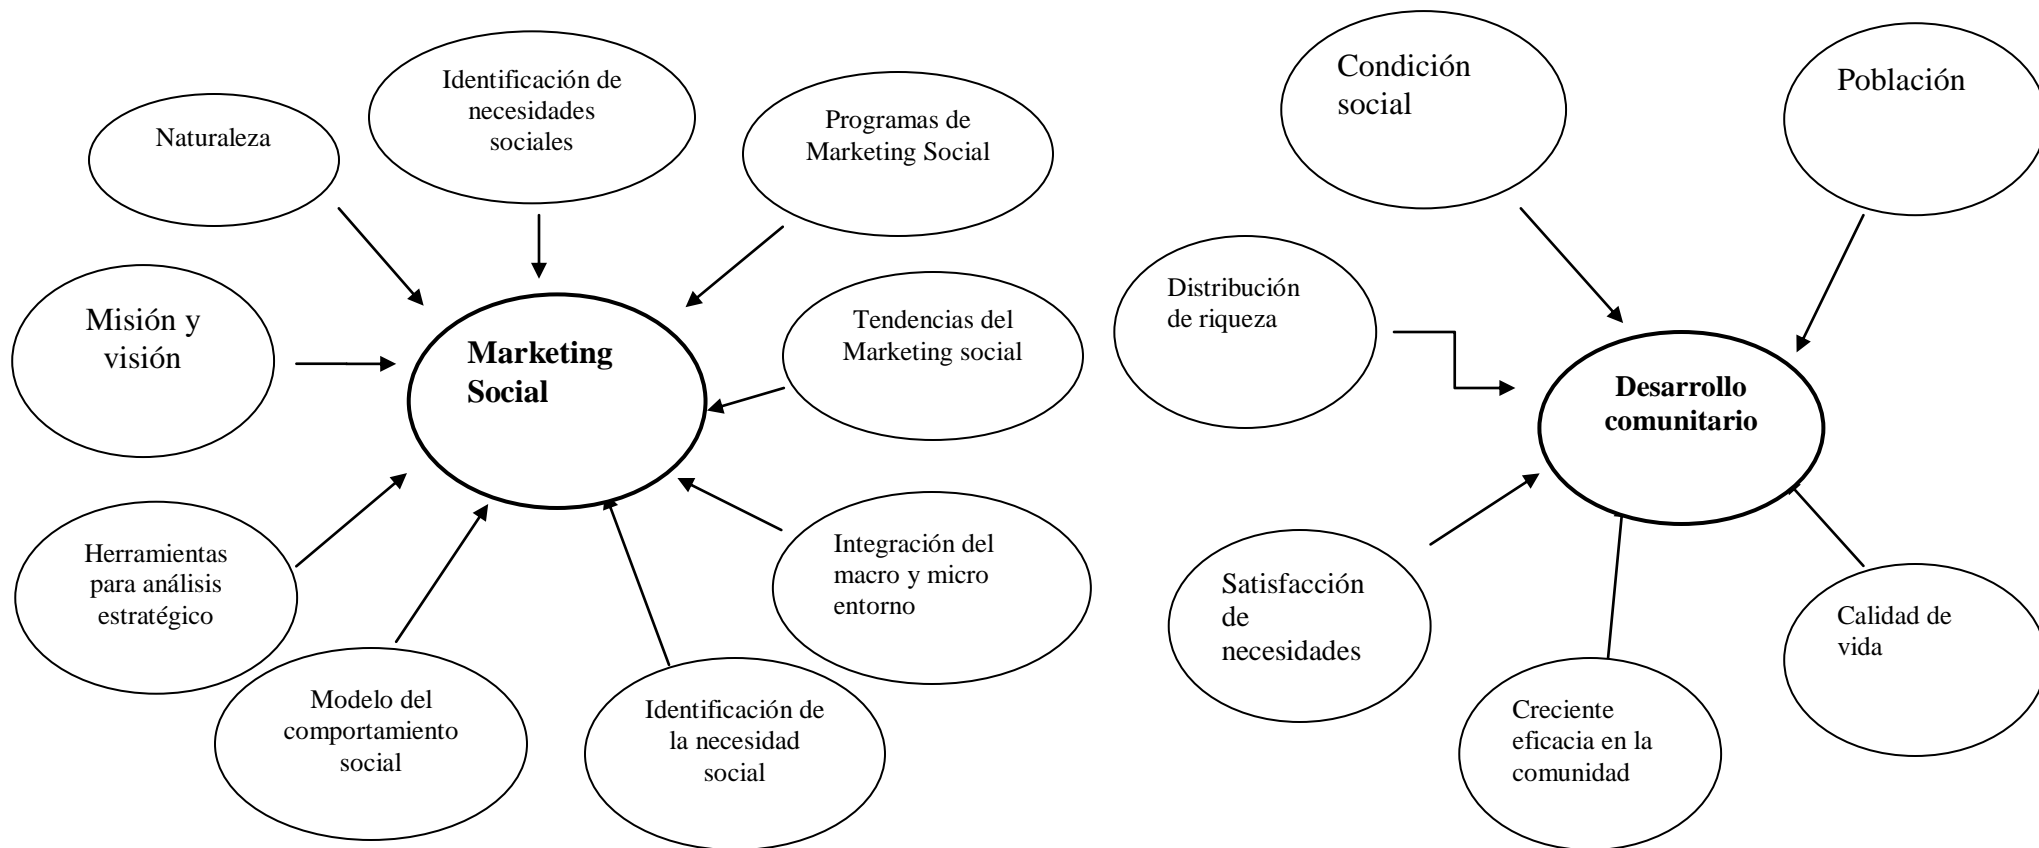 Identificación de
necesidades
sociales
Naturaleza
Programas de
Marketing Social
Misión y
visión
Marketing
Social
Tendencias del
Marketing social
Herramientas
para análisis
estratégico
Integración del
macro y micro
entorno
Modelo del
comportamiento
social
Identificación de
la necesidad
social
Condición
social
Población
Distribución
de riqueza
Desarrollo
comunitario
Satisfacción
de
necesidades
Creciente
eficacia en la
comunidad
Calidad de
vida